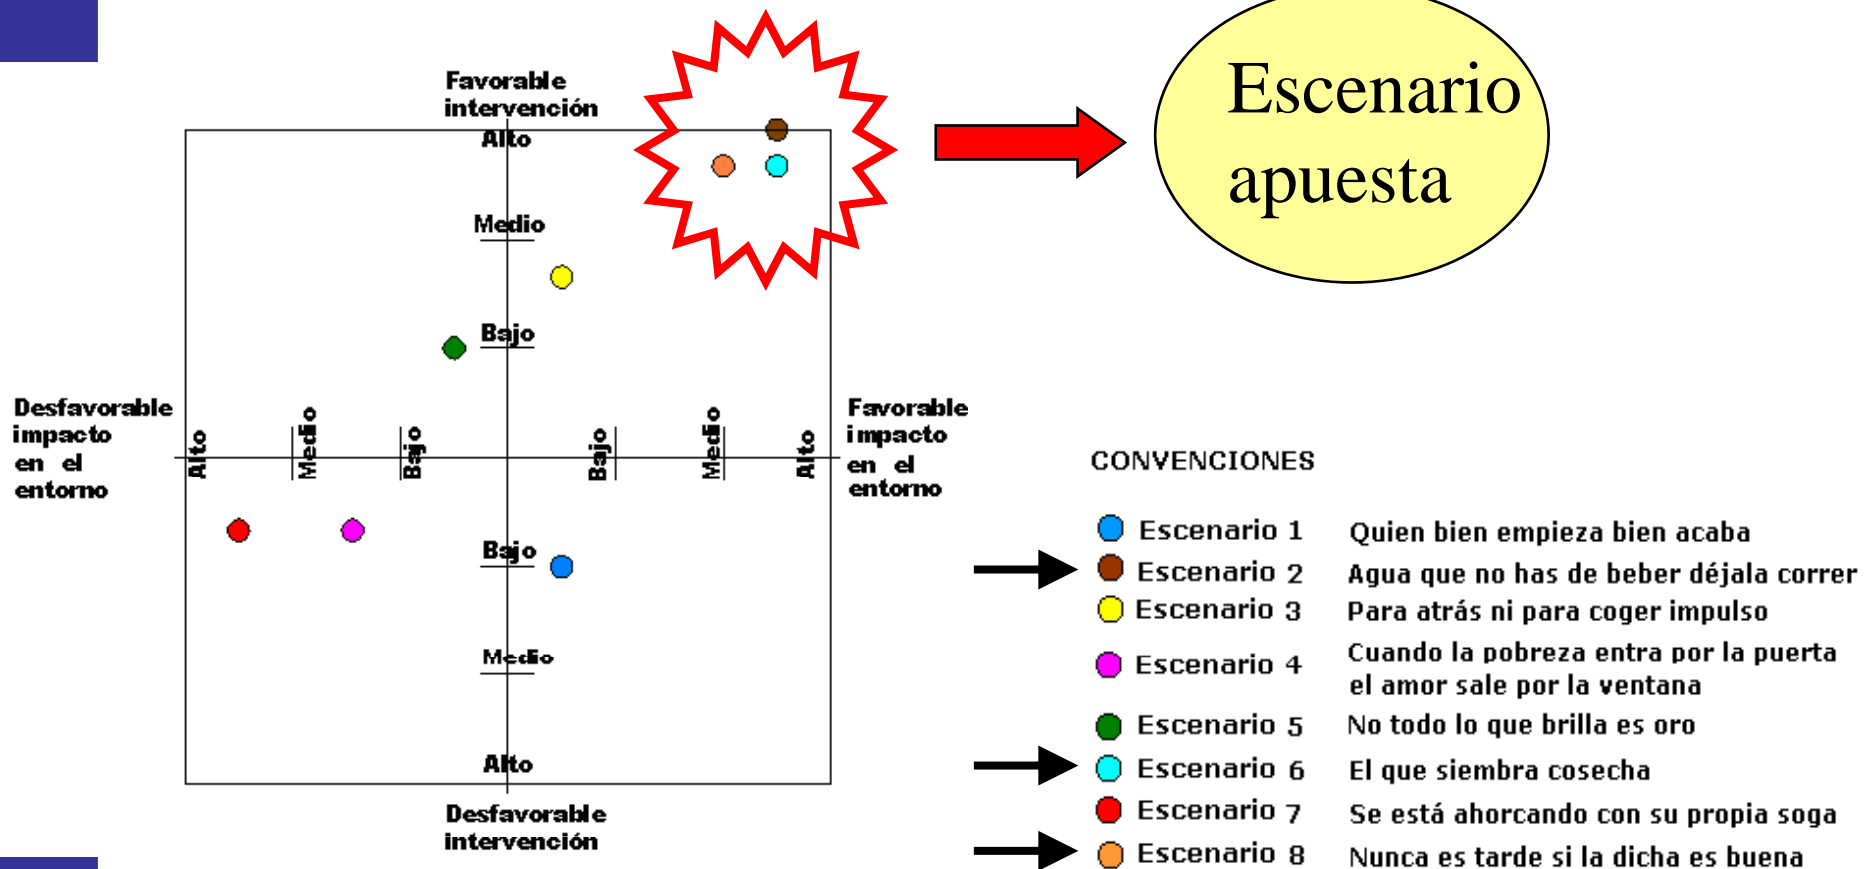 Escenario
apuesta
Favorable
intervención
Alto
Medio
Bajo
Desfavorable
impacto
en el
entorno
Alto
Medio
Bajo
Bajo
Medio
Alto
Favorable
impacto
en el
entorno
Bajo
Medio
Alto
Desfavorable
intervención
CONVENCIONES
Escenario 1 Quien bien empieza bien acaba
Escenario 2 Agua que no has de beber déjala correr
Escenario 3 Para atrás ni para coger impulso
Escenario 4 Cuando la pobreza entra por la puerta
el amor sale por la ventana
Escenario 5 No todo lo que brilla es oro
Escenario 6 El que siembra cosecha
Escenario 7 Se está ahorcando con su propia soga
Escenario 8 Nunca es tarde si la dicha es buena